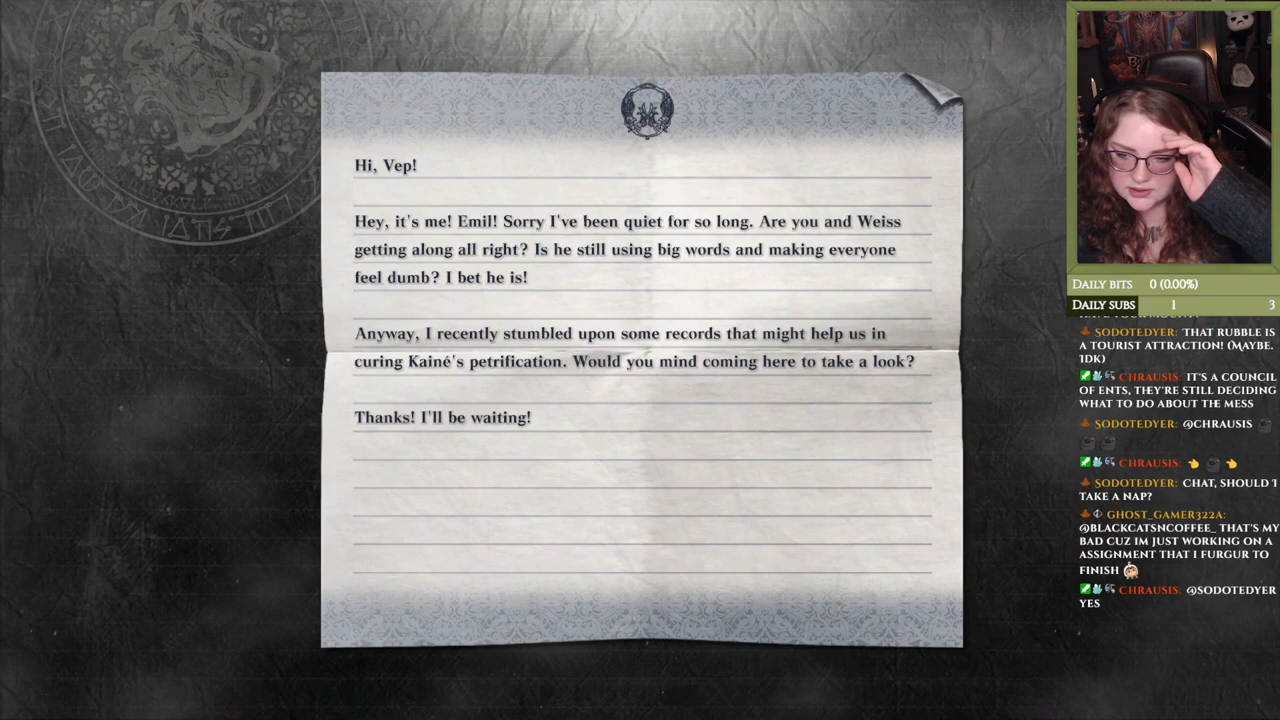 Hi, Vep!
Hey, it's me! Emil! Sorry I've been quiet for so long. Are you and Weiss
getting along all right? Is he still using big words and making everyone
feel dumb? I bet he is!
Anyway, I recently stumbled upon some records that might help us in
curing Kainé's petrification. Would you mind coming here to take a look?
Thanks! I'll be waiting!
DAILY BITS 0 (0.00%)
DAILY SUBS 1 3
SODOTEDYER: THAT RUBBLE IS
A TOURIST ATTRACTION! (MAYBE.
IDK)
CHRAUSIS: IT'S A COUNCIL
OF ENTS, THEY'RE STILL DECIDING
WHAT TO DO ABOUT THE MESS
SODOTEDYER: @CHRAUSIS
CHRAUSIS:
SODOTEDYER: CHAT, SHOULD I
TAKE A NAP?
GHOST_GAMER322A:
@BLACKCATSNCOFFEE_ THAT'S MY
BAD CUZ IM JUST WORKING ON A
ASSIGNMENT THAT I FURGUR TO
FINISH
CHRAUSIS: @SODOTEDYER
YES